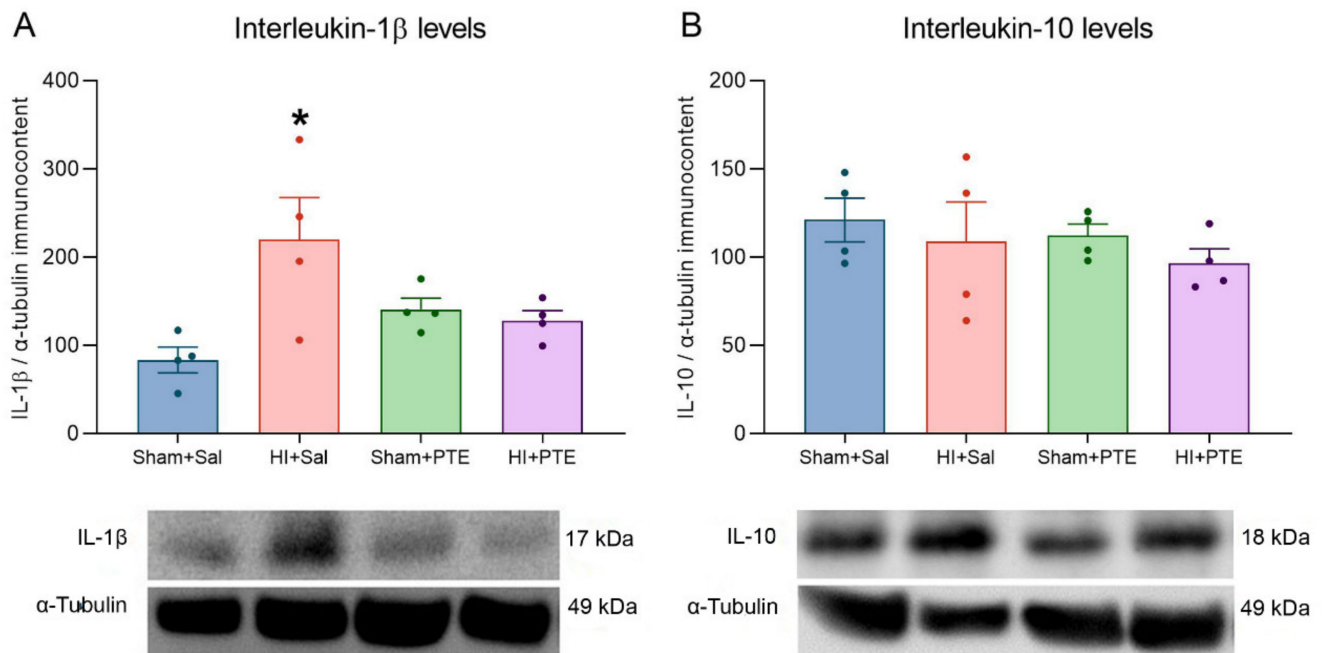 A
Interleukin-1β levels
IL-1β / α-tubulin immunocontent
400
300
200
100
0
*
Sham+Sal
HI+Sal
Sham+PTE
HI+PTE
IL-1β
17 kDa
α-Tubulin
49 kDa
B
Interleukin-10 levels
IL-10 / α-tubulin immunocontent
200
150
100
50
0
Sham+Sal
HI+Sal
Sham+PTE
HI+PTE
IL-10
18 kDa
α-Tubulin
49 kDa